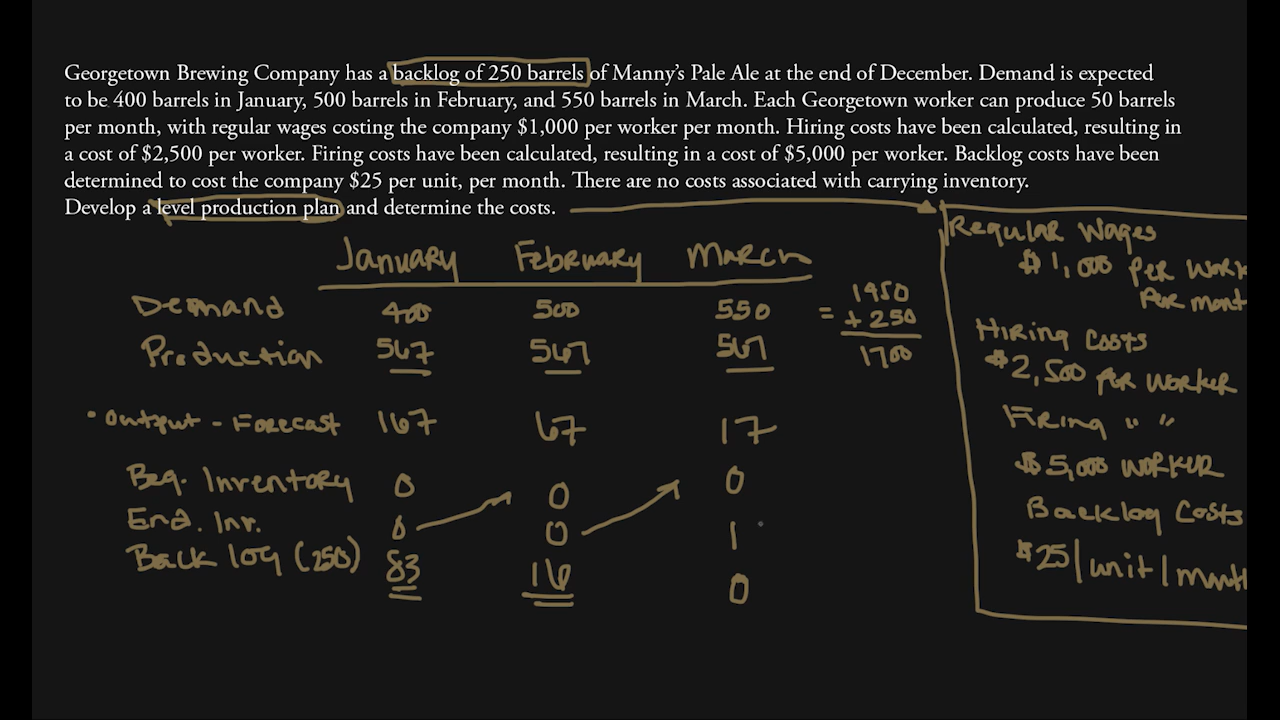 Georgetown Brewing Company has a backlog of 250 barrels of Manny's Pale Ale at the end of December. Demand is expected
to be 400 barrels in January, 500 barrels in February, and 550 barrels in March. Each Georgetown worker can produce 50 barrels
per month, with regular wages costing the company $1,000 per worker per month. Hiring costs have been calculated, resulting in
a cost of $2,500 per worker. Firing costs have been calculated, resulting in a cost of $5,000 per worker. Backlog costs have been
determined to cost the company $25 per unit, per month. There are no costs associated with carrying inventory.
Develop a level production plan and determine the costs.
January February March
Demand 400 500 550 = 1450
+ 250
Production 567 567 567 1700
• Output - Forecast 167 67 17
Beg. Inventory 0 0 0
End. Inv. 0 0 1
Back log (250) 83 16 0
Regular Wages
$1,000 per work
per mont
Hiring Costs
$2,500 per worker
Firing " "
$5,000 worker
Backlog Costs
$25/unit/mont